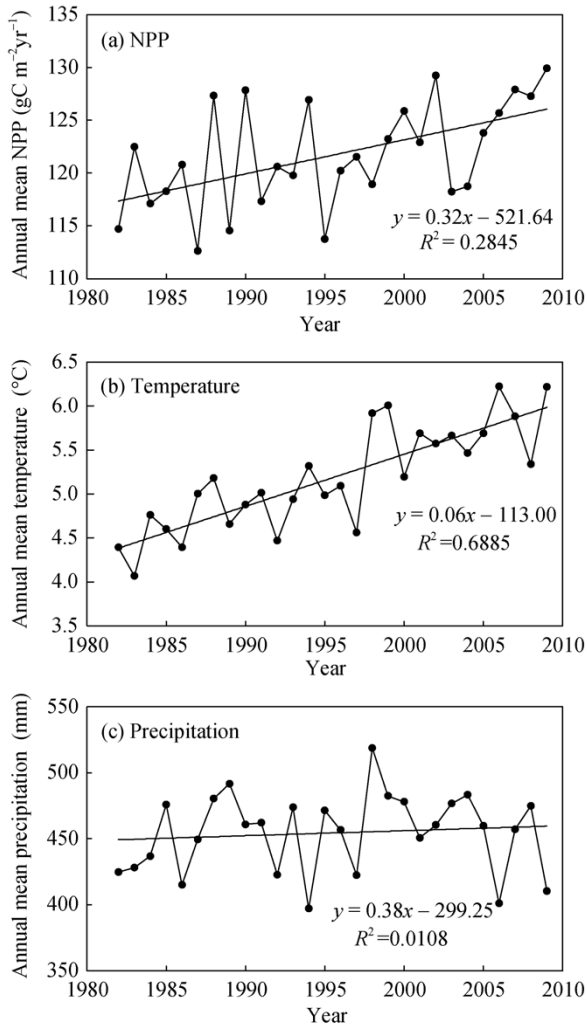 135
(a) NPP
130
125
120
115
110
Annual mean NPP (gC m⁻²yr⁻¹)
y = 0.32x − 521.64
R² = 0.2845
1980 1985 1990 1995 2000 2005 2010
Year
6.5
(b) Temperature
6.0
5.5
5.0
4.5
4.0
3.5
Annual mean temperature (°C)
y = 0.06x − 113.00
R² =0.6885
1980 1985 1990 1995 2000 2005 2010
Year
550
(c) Precipitation
500
450
400
350
Annual mean precipitation (mm)
y = 0.38x − 299.25
R² =0.0108
1980 1985 1990 1995 2000 2005 2010
Year